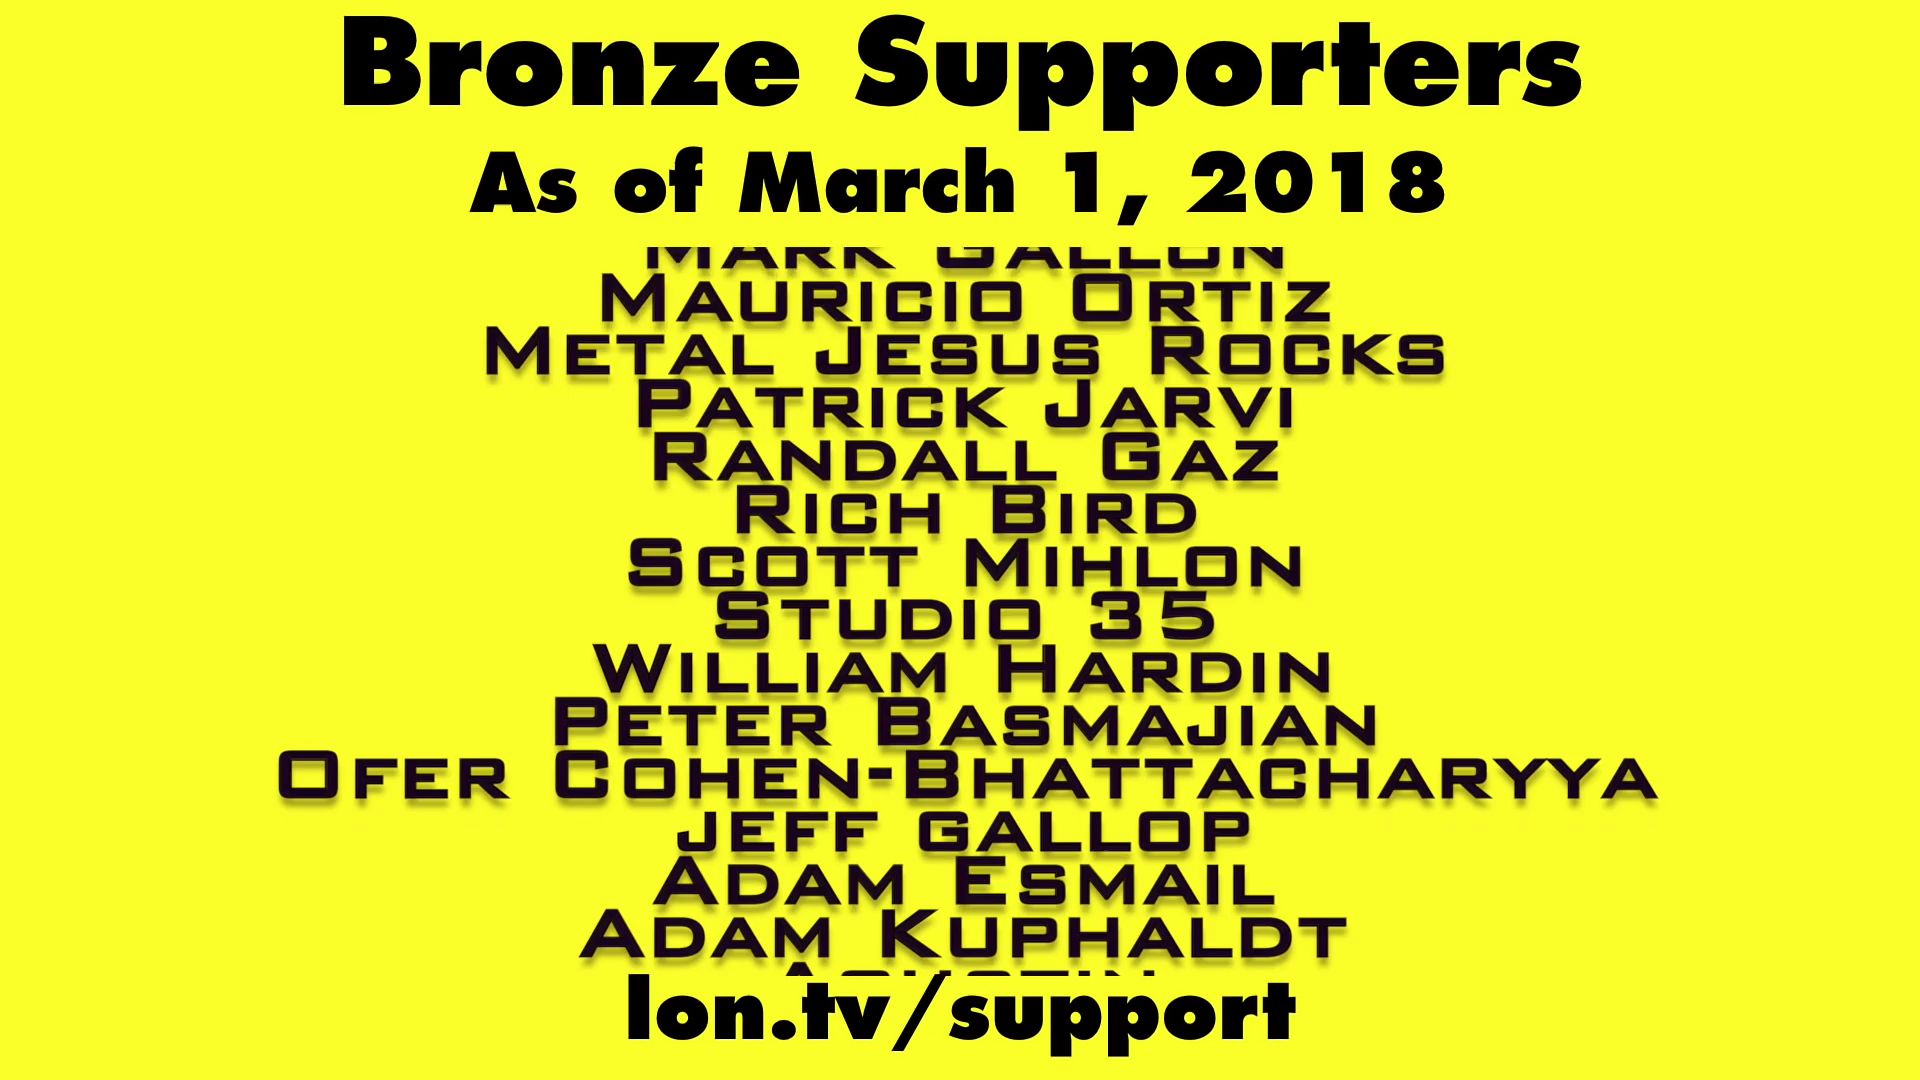 Bronze Supporters
As of March 1, 2018
Mark Gallon
Mauricio Ortiz
Metal Jesus Rocks
Patrick Jarvi
Randall Gaz
Rich Bird
Scott Mihlon
Studio 35
William Hardin
Peter Basmajian
Ofer Cohen-Bhattacharyya
jeff gallop
Adam Esmail
Adam Kuphaldt
lon.tv/support